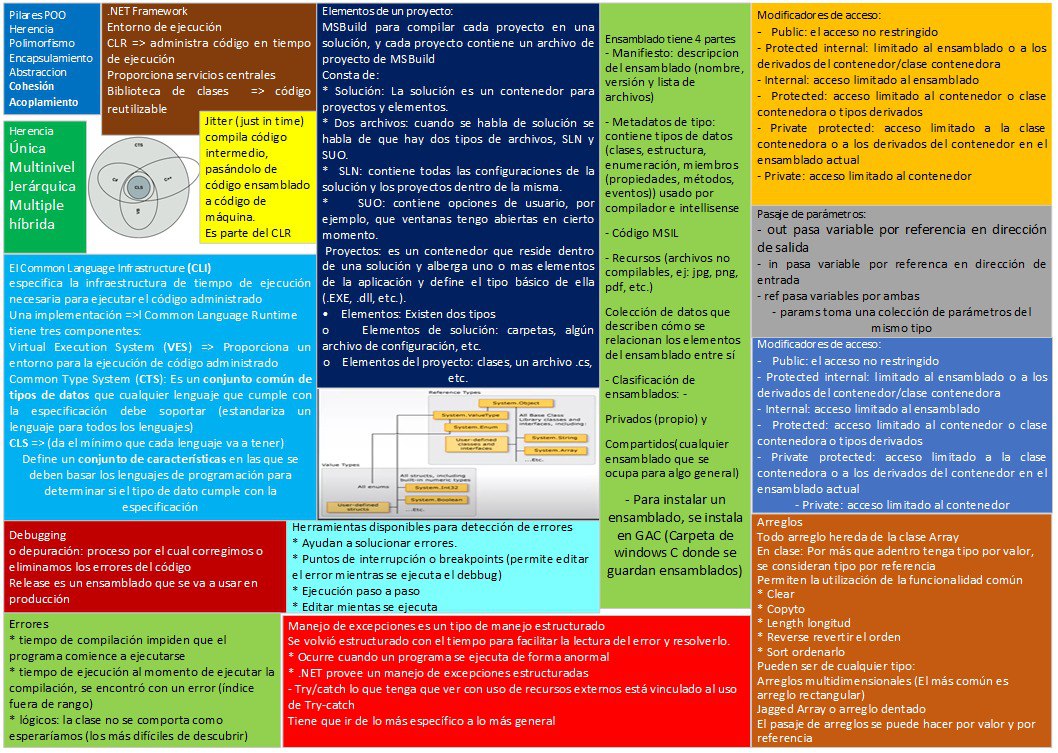 Pilares POO
Herencia
Polimorfismo
Encapsulamiento
Abstraccion
Cohesión
Acoplamiento
.NET Framework
Entorno de ejecución
CLR => administra código en tiempo
de ejecución
Proporciona servicios centrales
Biblioteca de clases => código
reutilizable
Herencia
Única
Multinivel
Jerárquica
Multiple
híbrida
CTS
C#
C++
CLS
VB
Jitter (just in time)
compila código
intermedio,
pasándolo de
código ensamblado
a código de
máquina.
Es parte del CLR
El Common Language Infrastructure (CLI)
especifica la infraestructura de tiempo de ejecución
necesaria para ejecutar el código administrado
Una implementación =>l Common Language Runtime
tiene tres componentes:
Virtual Execution System (VES) => Proporciona un
entorno para la ejecución de código administrado
Common Type System (CTS): Es un conjunto común de
tipos de datos que cualquier lenguaje que cumple con
la especificación debe soportar (estandariza un
lenguaje para todos los lenguajes)
CLS => (da el mínimo que cada lenguaje va a tener)
Define un conjunto de características en las que se
deben basar los lenguajes de programación para
determinar si el tipo de dato cumple con la
especificación
Elementos de un proyecto:
MSBuild para compilar cada proyecto en una
solución, y cada proyecto contiene un archivo de
proyecto de MSBuild
Consta de:
* Solución: La solución es un contenedor para
proyectos y elementos.
* Dos archivos: cuando se habla de solución se
habla de que hay dos tipos de archivos, SLN y
SUO.
* SLN: contiene todas las configuraciones de la
solución y los proyectos dentro de la misma.
* SUO: contiene opciones de usuario, por
ejemplo, que ventanas tengo abiertas en cierto
momento.
Proyectos: es un contenedor que reside dentro
de una solución y alberga uno o mas elementos
de la aplicación y define el tipo básico de ella
(.EXE, .dll, etc.).
• Elementos: Existen dos tipos
o Elementos de solución: carpetas, algún
archivo de configuración, etc.
o Elementos del proyecto: clases, un archivo .cs,
etc.
Reference Types
System.Object
System.ValueType
System.Enum
User-defined
classes and
interfaces
All Base Class
Library classes and
interfaces, including:
System.String
System.Array
...Etc.
Value Types
All enums
All structs, including
built-in numeric types
System.Int32
System.Boolean
...Etc.
User-defined
structs
Ensamblado tiene 4 partes
- Manifiesto: descripcion
del ensamblado (nombre,
versión y lista de
archivos)
- Metadatos de tipo:
contiene tipos de datos
(clases, estructura,
enumeración, miembros
(propiedades, métodos,
eventos)) usado por
compilador e intellisense
- Código MSIL
- Recursos (archivos no
compilables, ej: jpg, png,
pdf, etc.)
Colección de datos que
describen cómo se
relacionan los elementos
del ensamblado entre sí
- Clasificación de
ensamblados: -
Privados (propio) y
Compartidos(cualquier
ensamblado que se
ocupa para algo general)
- Para instalar un
ensamblado, se instala
en GAC (Carpeta de
windows C donde se
guardan ensamblados)
Modificadores de acceso:
- Public: el acceso no restringido
- Protected internal: limitado al ensamblado o a los
derivados del contenedor/clase contenedora
- Internal: acceso limitado al ensamblado
- Protected: acceso limitado al contenedor o clase
contenedora o tipos derivados
- Private protected: acceso limitado a la clase
contenedora o a los derivados del contenedor en el
ensamblado actual
- Private: acceso limitado al contenedor
Pasaje de parámetros:
- out pasa variable por referencia en dirección
de salida
- in pasa variable por referenca en dirección de
entrada
- ref pasa variables por ambas
- params toma una colección de parámetros del
mismo tipo
Modificadores de acceso:
- Public: el acceso no restringido
- Protected internal: limitado al ensamblado o a los
derivados del contenedor/clase contenedora
- Internal: acceso limitado al ensamblado
- Protected: acceso limitado al contenedor o clase
contenedora o tipos derivados
- Private protected: acceso limitado a la clase
contenedora o a los derivados del contenedor en el
ensamblado actual
- Private: acceso limitado al contenedor
Debugging
o depuración: proceso por el cual corregimos o
eliminamos los errores del código
Release es un ensamblado que se va a usar en
producción
Herramientas disponibles para detección de errores
* Ayudan a solucionar errores.
* Puntos de interrupción o breakpoints (permite editar
el error mientras se ejecuta el debbug)
* Ejecución paso a paso
* Editar mientas se ejecuta
Errores
* tiempo de compilación impiden que el
programa comience a ejecutarse
* tiempo de ejecución al momento de ejecutar la
compilación, se encontró con un error (índice
fuera de rango)
* lógicos: la clase no se comporta como
esperaríamos (los más difíciles de descubrir)
Manejo de excepciones es un tipo de manejo estructurado
Se volvió estructurado con el tiempo para facilitar la lectura del error y resolverlo.
* Ocurre cuando un programa se ejecuta de forma anormal
* .NET provee un manejo de excepciones estructuradas
- Try/catch lo que tenga que ver con uso de recursos externos está vinculado al uso
de Try-catch
Tiene que ir de lo más específico a lo más general
Arreglos
Todo arreglo hereda de la clase Array
En clase: Por más que adentro tenga tipo por valor,
se consideran tipo por referencia
Permiten la utilización de la funcionalidad común
* Clear
* Copyto
* Length longitud
* Reverse revertir el orden
* Sort ordenarlo
Pueden ser de cualquier tipo:
Arreglos multidimensionales (El más común es
arreglo rectangular)
Jagged Array o arreglo dentado
El pasaje de arreglos se puede hacer por valor y por
referencia